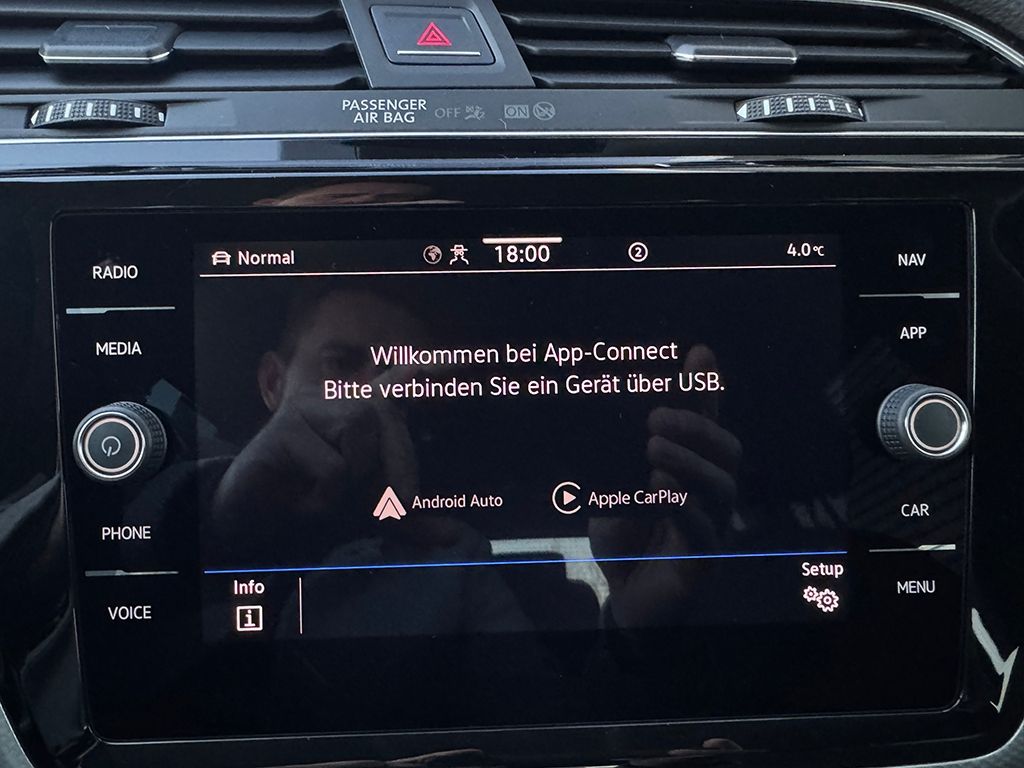 PASSENGER
AIR BAG
OFF
ON
RADIO
MEDIA
PHONE
VOICE
Normal
18:00
2
4.0°C
Willkommen bei App-Connect
Bitte verbinden Sie ein Gerät über USB.
Android Auto
Apple CarPlay
Info
i
Setup
NAV
APP
CAR
MENU